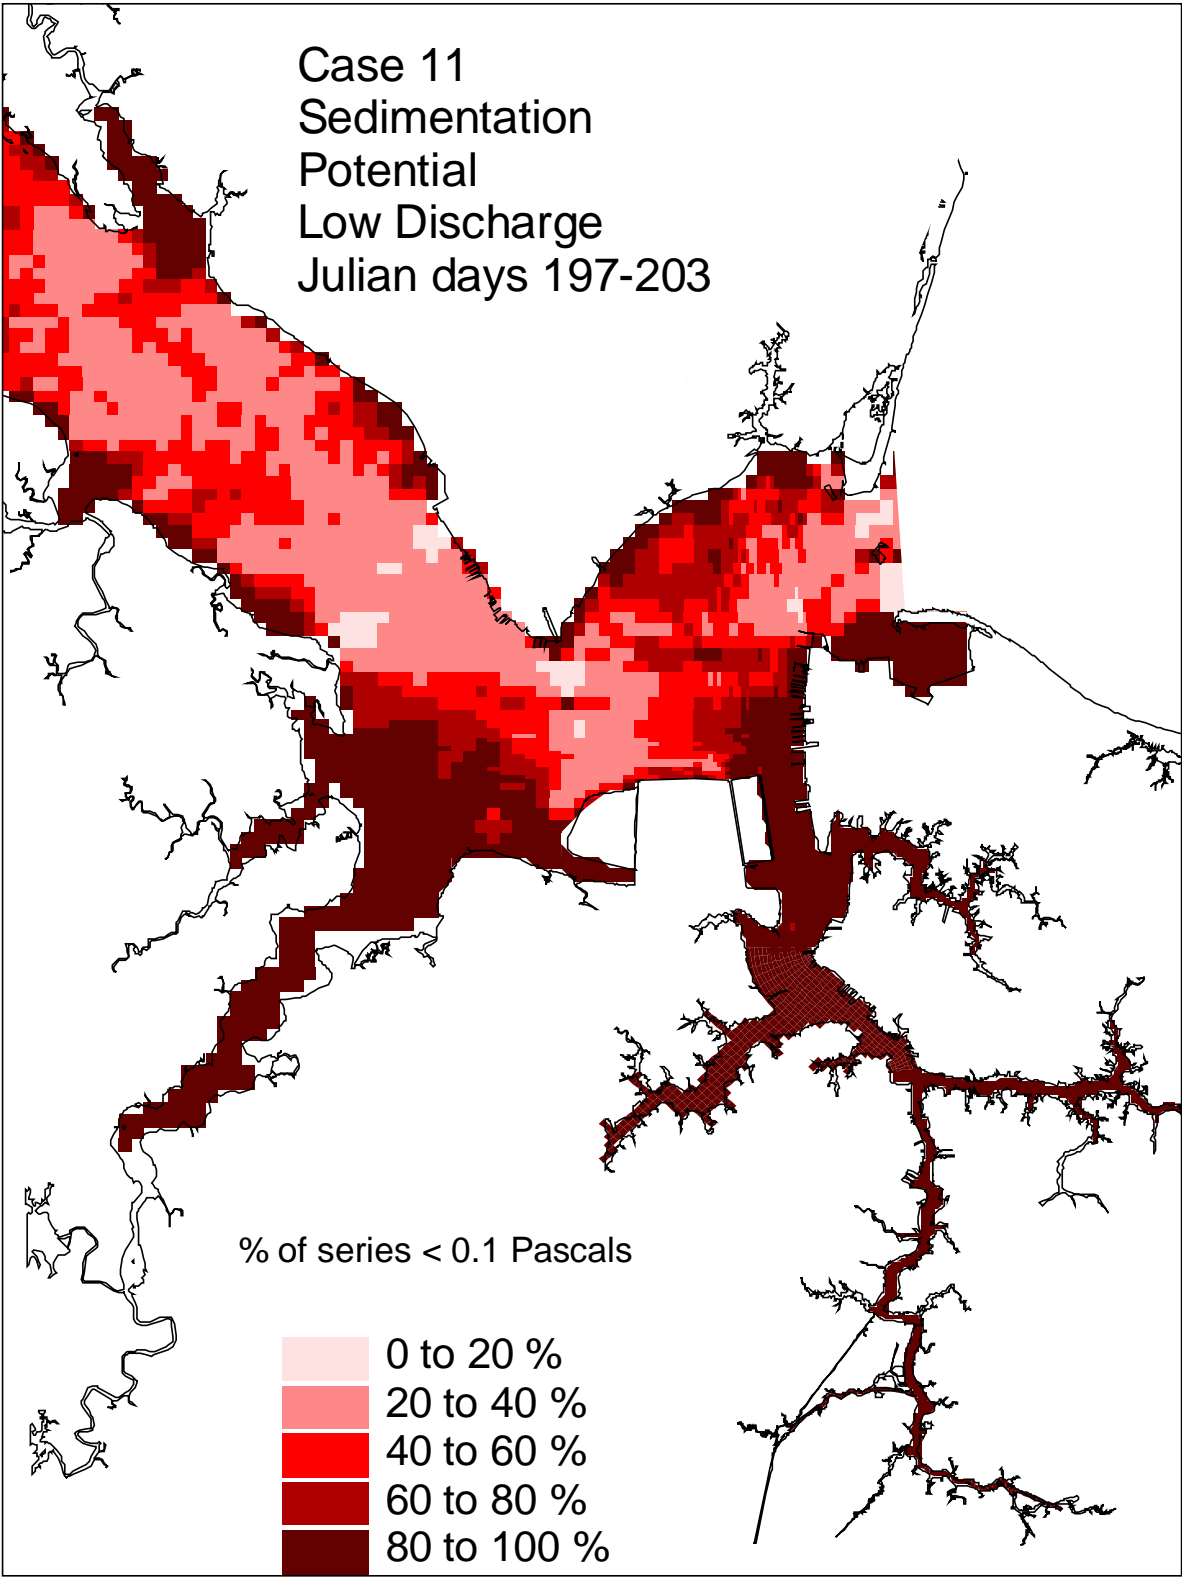 Case 11
Sedimentation
Potential
Low Discharge
Julian days 197-203
% of series < 0.1 Pascals
0 to 20 %
20 to 40 %
40 to 60 %
60 to 80 %
80 to 100 %